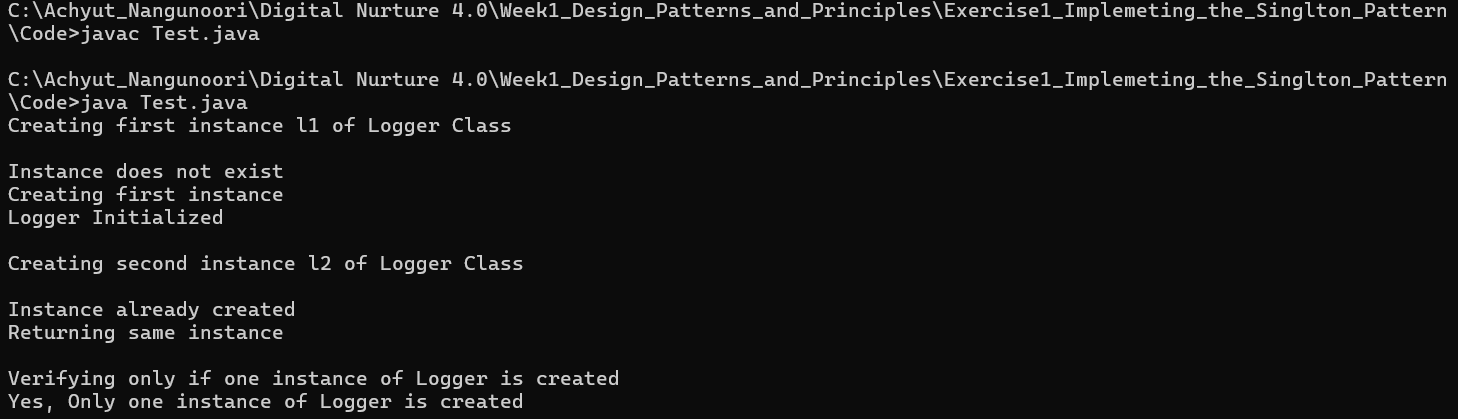 C:\Achyut_Nangunoori\Digital Nurture 4.0\Week1_Design_Patterns_and_Principles\Exercise1_Implemeting_the_Singlton_Pattern
\Code>javac Test.java
C:\Achyut_Nangunoori\Digital Nurture 4.0\Week1_Design_Patterns_and_Principles\Exercise1_Implemeting_the_Singlton_Pattern
\Code>java Test.java
Creating first instance l1 of Logger Class
Instance does not exist
Creating first instance
Logger Initialized
Creating second instance l2 of Logger Class
Instance already created
Returning same instance
Verifying only if one instance of Logger is created
Yes, Only one instance of Logger is created